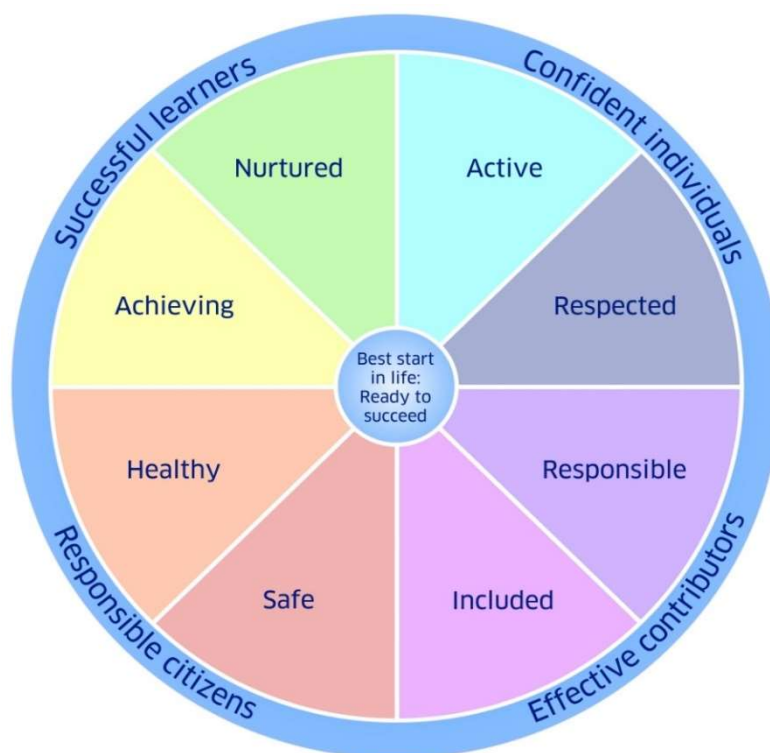 Successful learners
Confident individuals
Nurtured
Active
Achieving
Respected
Best start
in life:
Ready to
succeed
Healthy
Responsible
Safe
Included
Responsible citizens
Effective contributors